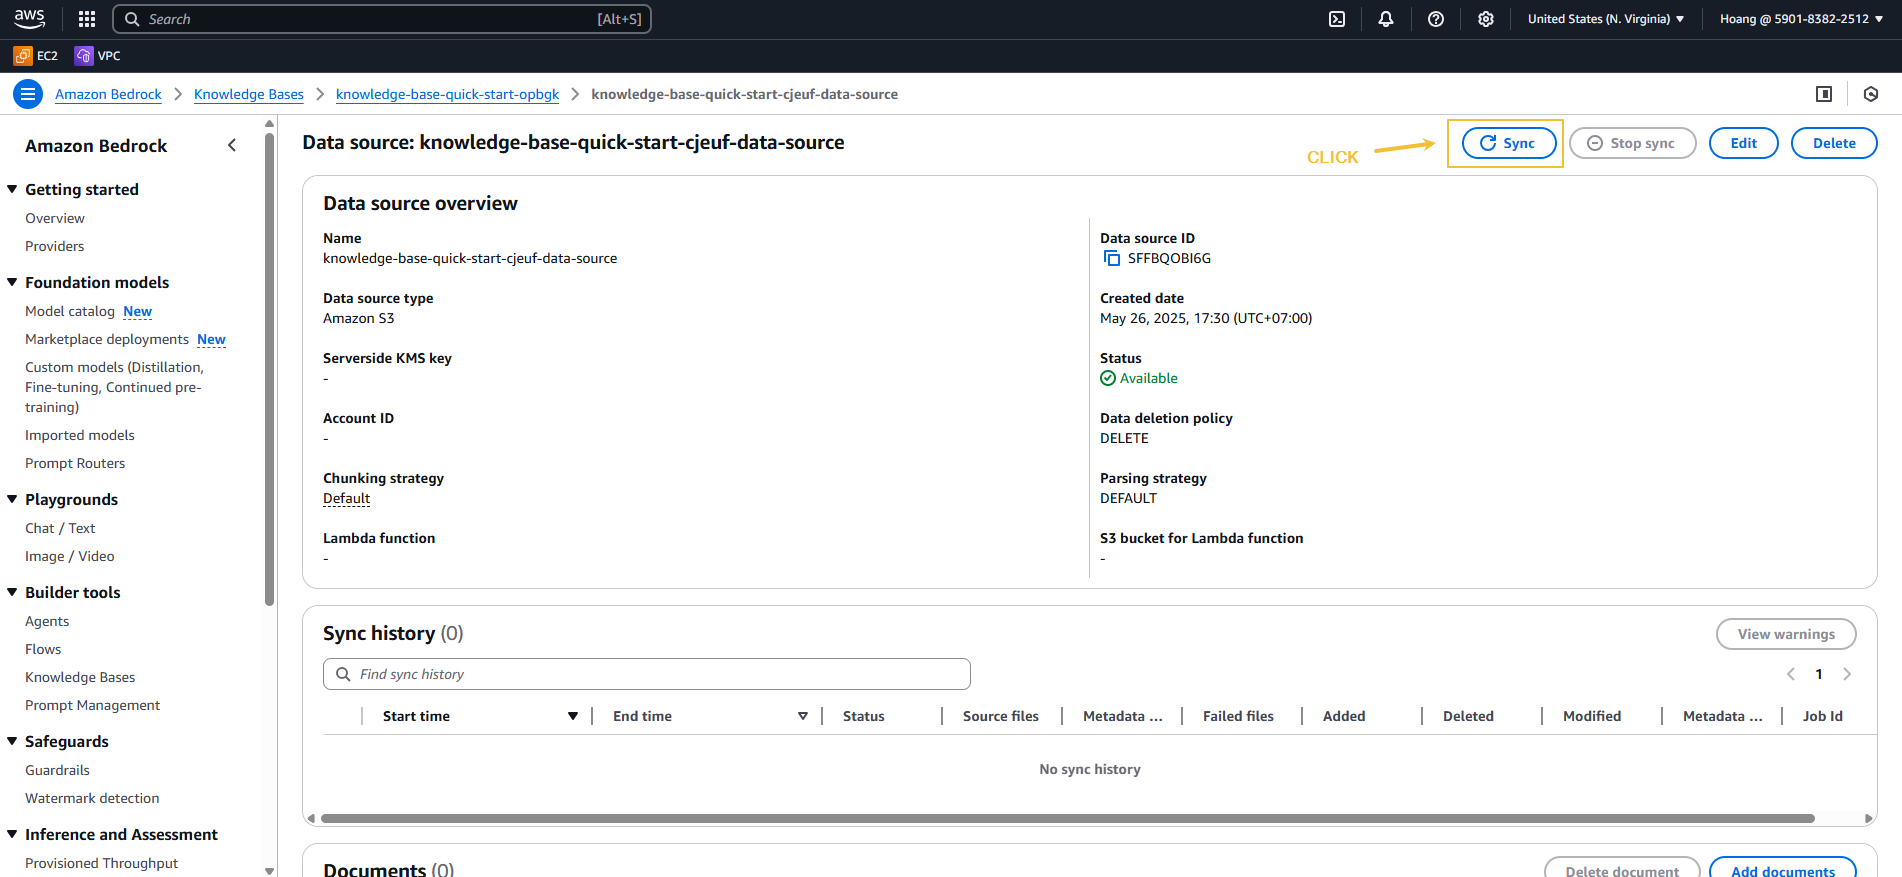 aws
Search [Alt+S]
United States (N. Virginia)
Hoang @ 5901-8382-2512
EC2
VPC
Amazon Bedrock
Knowledge Bases
knowledge-base-quick-start-opbgk
knowledge-base-quick-start-cjeuf-data-source
Amazon Bedrock
Getting started
Overview
Providers
Foundation models
Model catalog New
Marketplace deployments New
Custom models (Distillation,
Fine-tuning, Continued pre-
training)
Imported models
Prompt Routers
Playgrounds
Chat / Text
Image / Video
Builder tools
Agents
Flows
Knowledge Bases
Prompt Management
Safeguards
Guardrails
Watermark detection
Inference and Assessment
Provisioned Throughput
Data source: knowledge-base-quick-start-cjeuf-data-source
CLICK
Sync
Stop sync
Edit
Delete
Data source overview
Name
knowledge-base-quick-start-cjeuf-data-source
Data source type
Amazon S3
Serverside KMS key
-
Account ID
-
Chunking strategy
Default
Lambda function
-
Data source ID
SFFBQOBI6G
Created date
May 26, 2025, 17:30 (UTC+07:00)
Status
Available
Data deletion policy
DELETE
Parsing strategy
DEFAULT
S3 bucket for Lambda function
-
Sync history (0)
View warnings
Find sync history
1
Start time End time Status Source files Metadata ... Failed files Added Deleted Modified Metadata ... Job Id
No sync history
Documents (0)
Delete document
Add documents